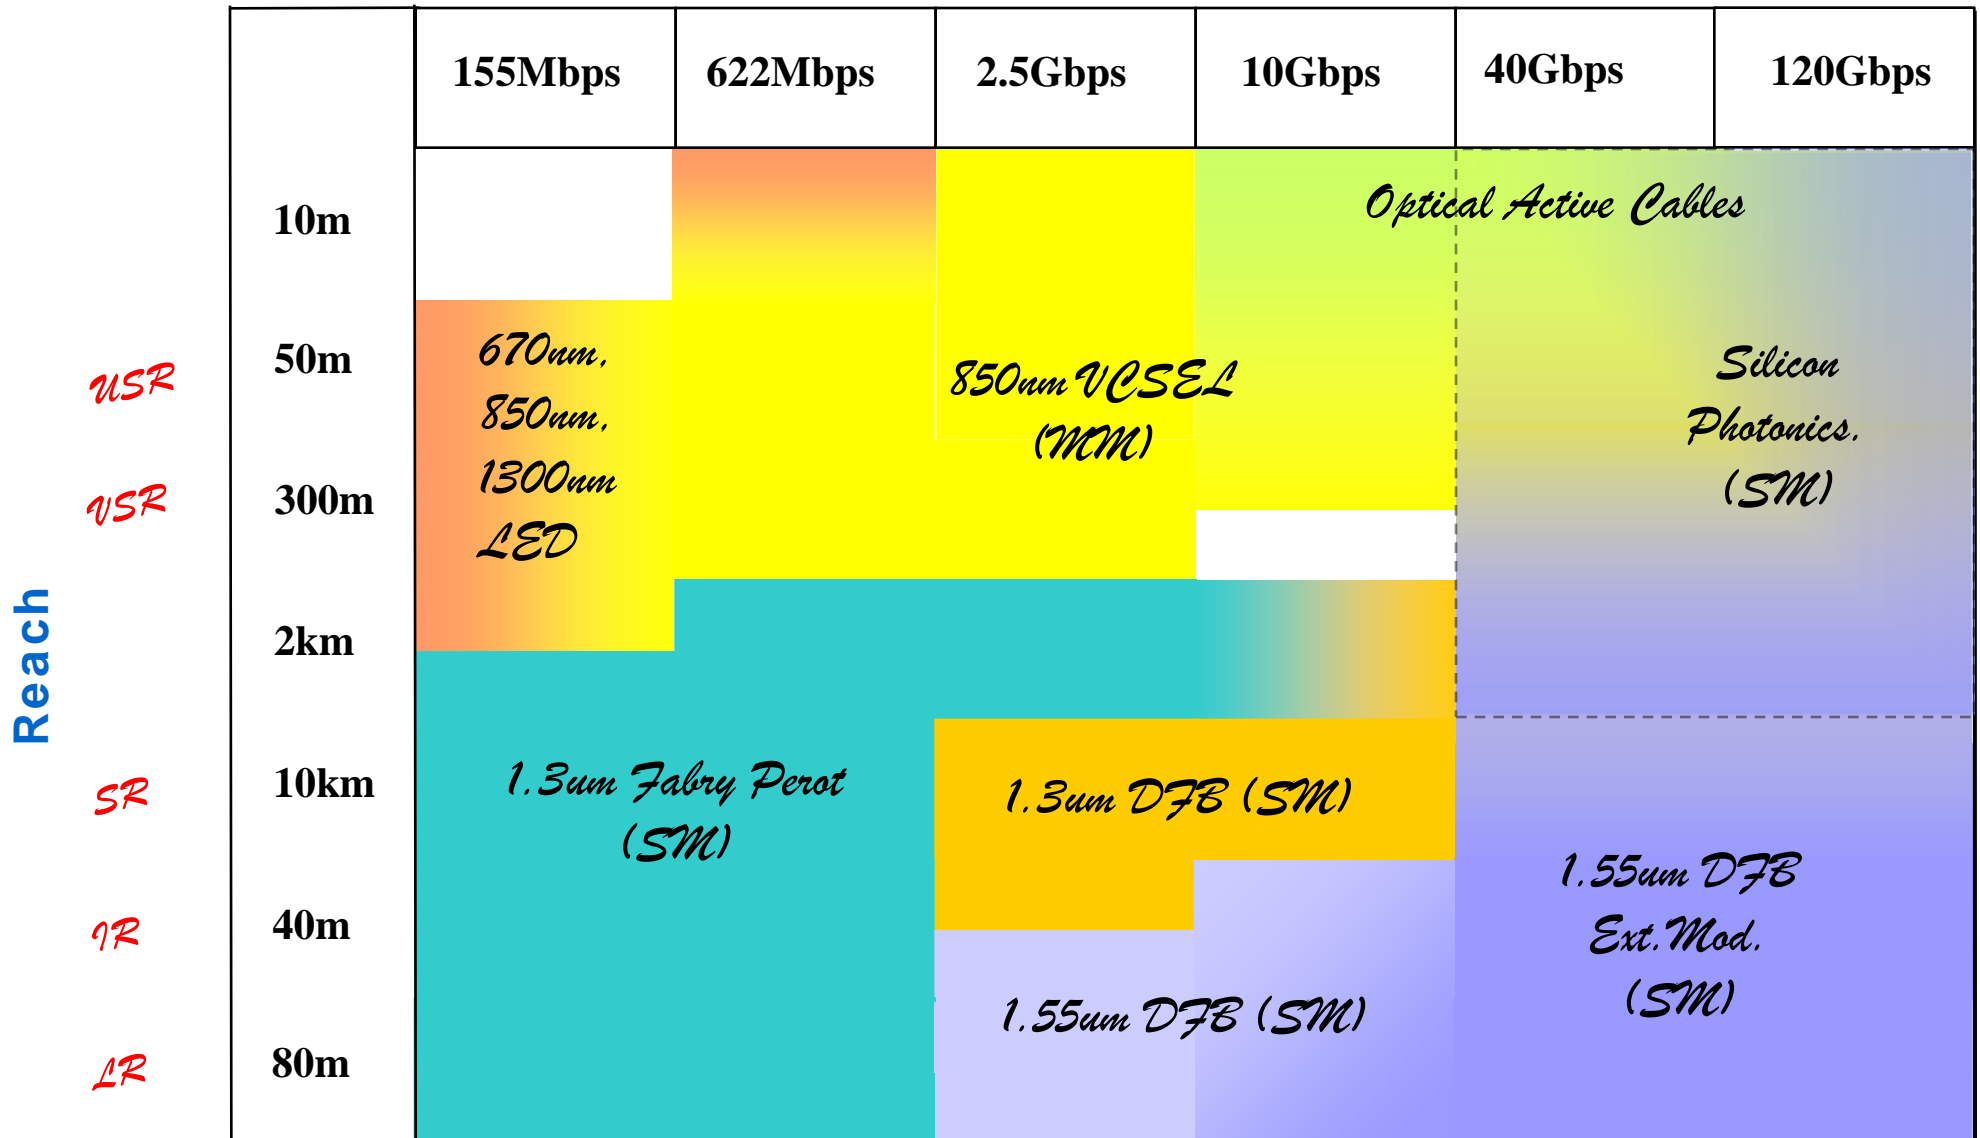 155Mbps 622Mbps 2.5Gbps 10Gbps 40Gbps 120Gbps
10m
Optical Active Cables
USR
50m
670nm,
850nm,
1300nm
LED
850nm VCSEL
(MM)
Silicon
Photonics.
(SM)
VSR
300m
Reach
2km
SR
10km
1.3um Fabry Perot
(SM)
1.3um DFB (SM)
IR
40m
1.55um DFB
Ext.Mod.
(SM)
1.55um DFB (SM)
LR
80m